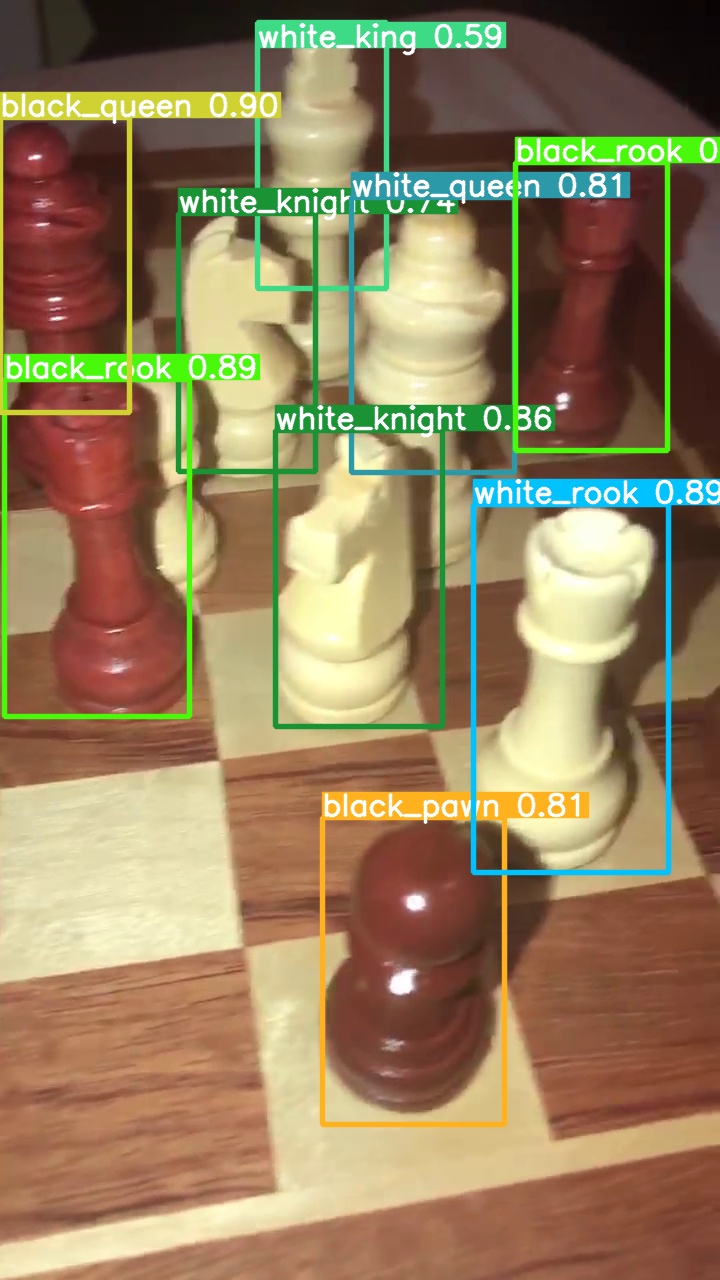 white_king 0.59
black_queen 0.90
black_rook 0
white_queen 0.81
white_knight 0.74
black_rook 0.89
white_knight 0.86
white_rook 0.89
black_pawn 0.81